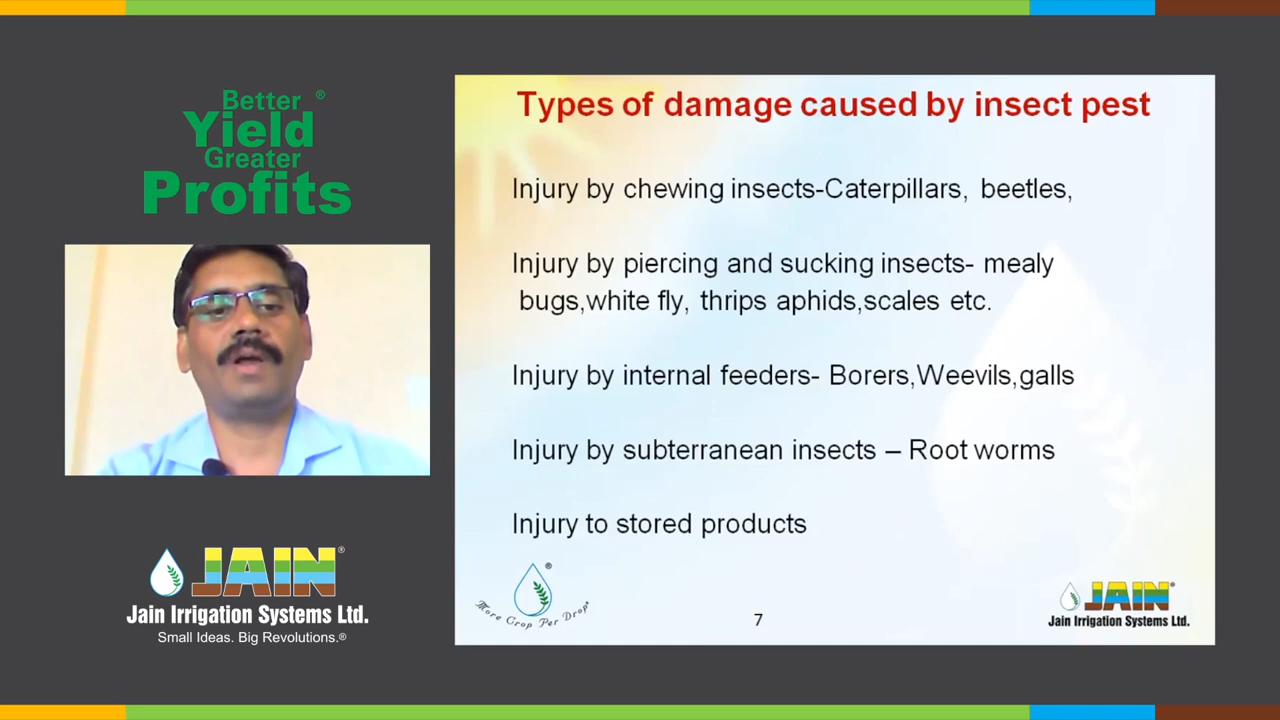 Better ®
Yield
Greater
Profits
JAIN®
Jain Irrigation Systems Ltd.
Small Ideas. Big Revolutions.®
Types of damage caused by insect pest
Injury by chewing insects-Caterpillars, beetles,
Injury by piercing and sucking insects- mealy
bugs,white fly, thrips aphids,scales etc.
Injury by internal feeders- Borers,Weevils,galls
Injury by subterranean insects – Root worms
Injury to stored products
®
More Crop Per Drop®
7
JAIN®
Jain Irrigation Systems Ltd.